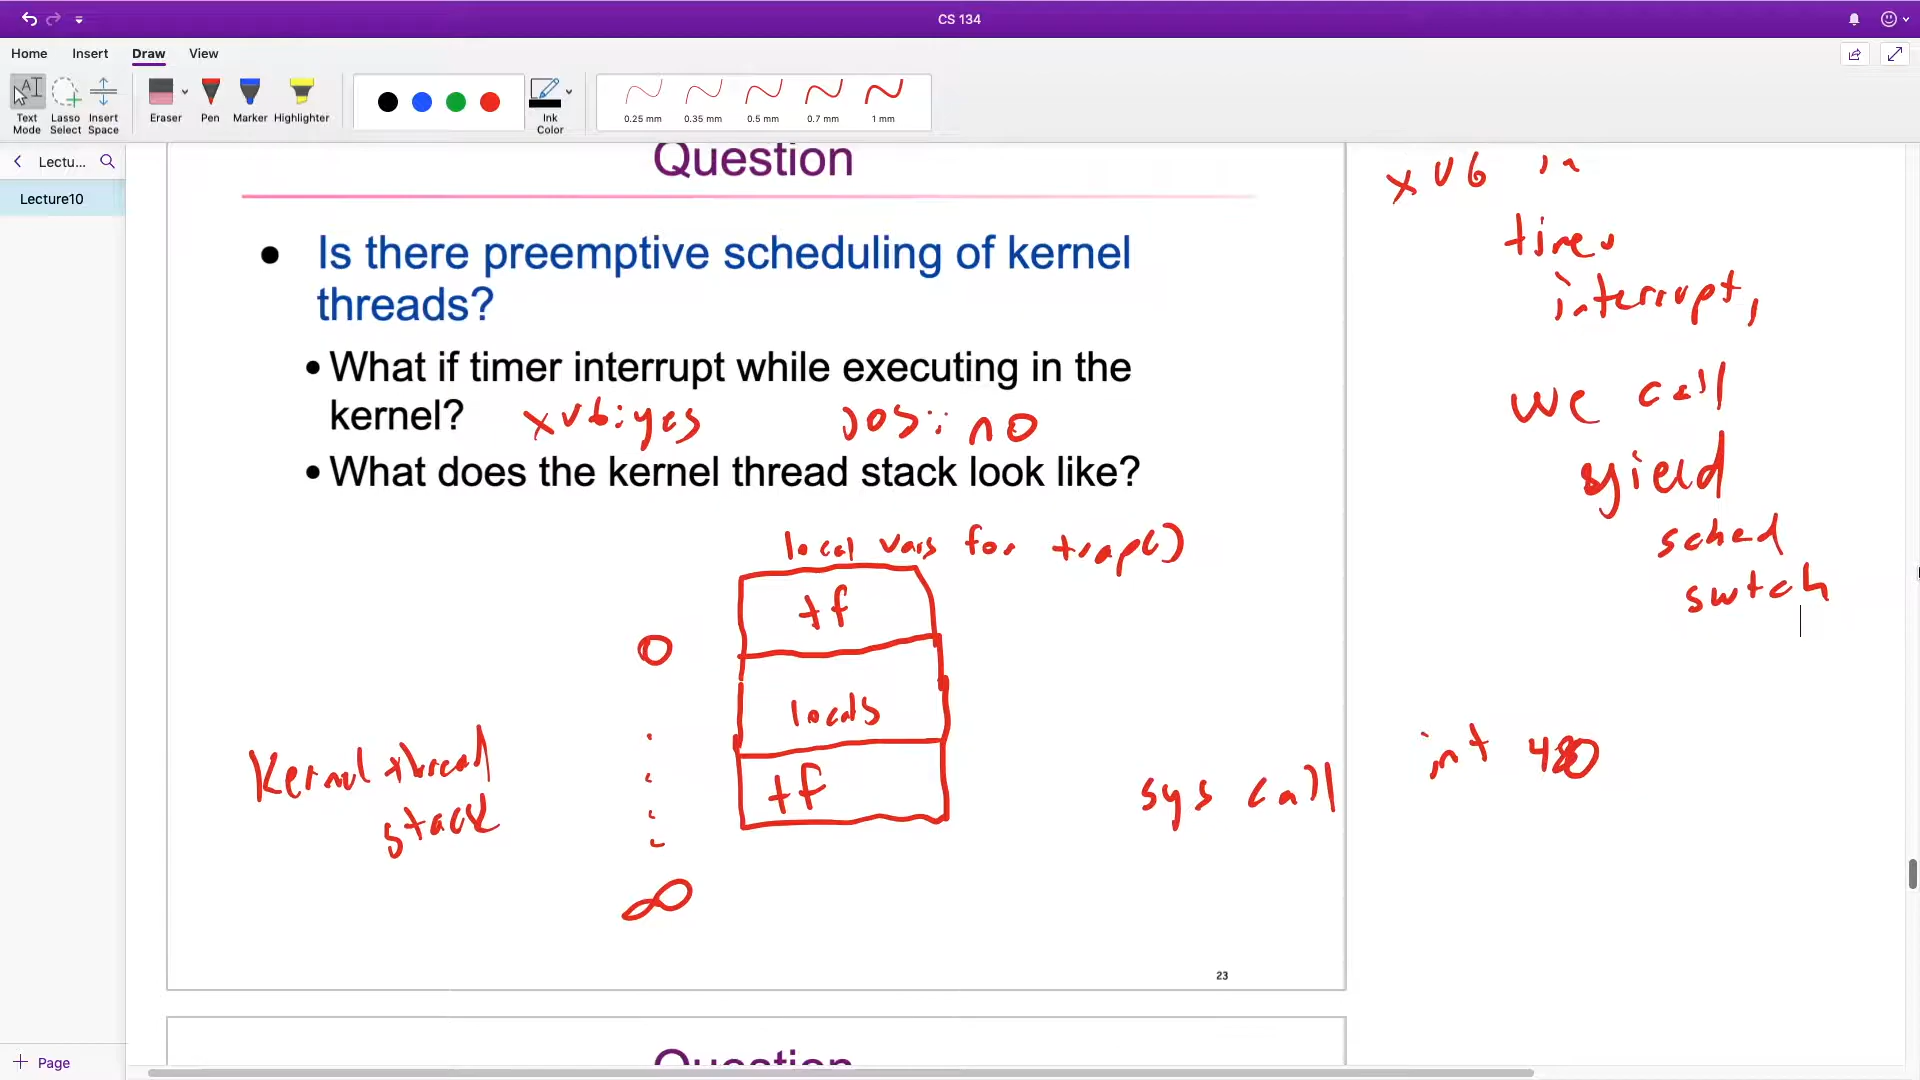 CS 134
Home Insert Draw View
Text Mode
Lasso Select
Insert Space
Eraser
Pen
Marker
Highlighter
Ink Color
0.25 mm
0.35 mm
0.5 mm
0.7 mm
1 mm
Lectu...
Lecture10
Question
• Is there preemptive scheduling of kernel
threads?
• What if timer interrupt while executing in the
kernel?
xv6: yes
JOS: no
• What does the kernel thread stack look like?
local vars for trap()
tf
locals
tf
0
∞
Kernel thread
stack
sys call
int
xv6 in
timer
interrupt,
we call
yield
sched
swtch
23
Question
+ Page